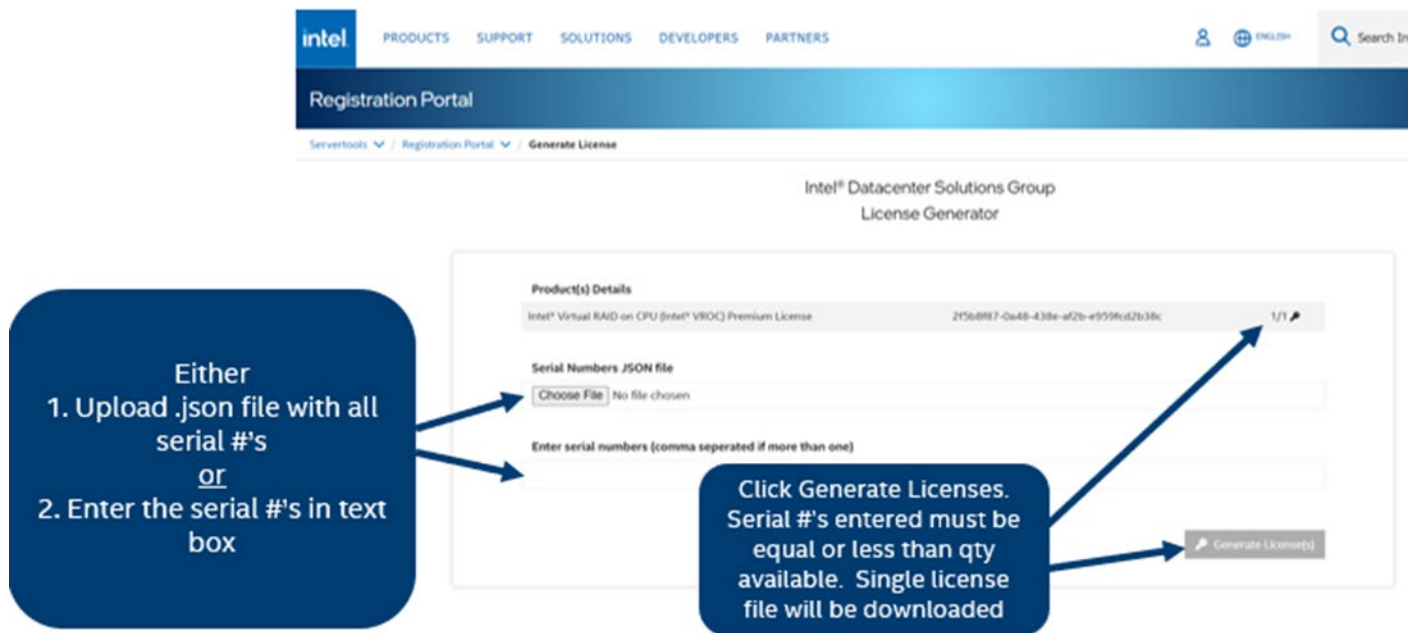 intel PRODUCTS SUPPORT SOLUTIONS DEVELOPERS PARTNERS ENGLISH Search In
Registration Portal
Servertools / Registration Portal / Generate License
Intel® Datacenter Solutions Group
License Generator
Product(s) Details
Intel® Virtual RAID on CPU (Intel® VROC) Premium License 2f5b8f87-0a48-438e-af2b-e959fcd2b38c 1/1
Serial Numbers JSON file
Choose File No file chosen
Enter serial numbers (comma seperated if more than one)
Generate License(s)
Either
1. Upload .json file with all
serial #'s
or
2. Enter the serial #'s in text
box
Click Generate Licenses.
Serial #'s entered must be
equal or less than qty
available. Single license
file will be downloaded